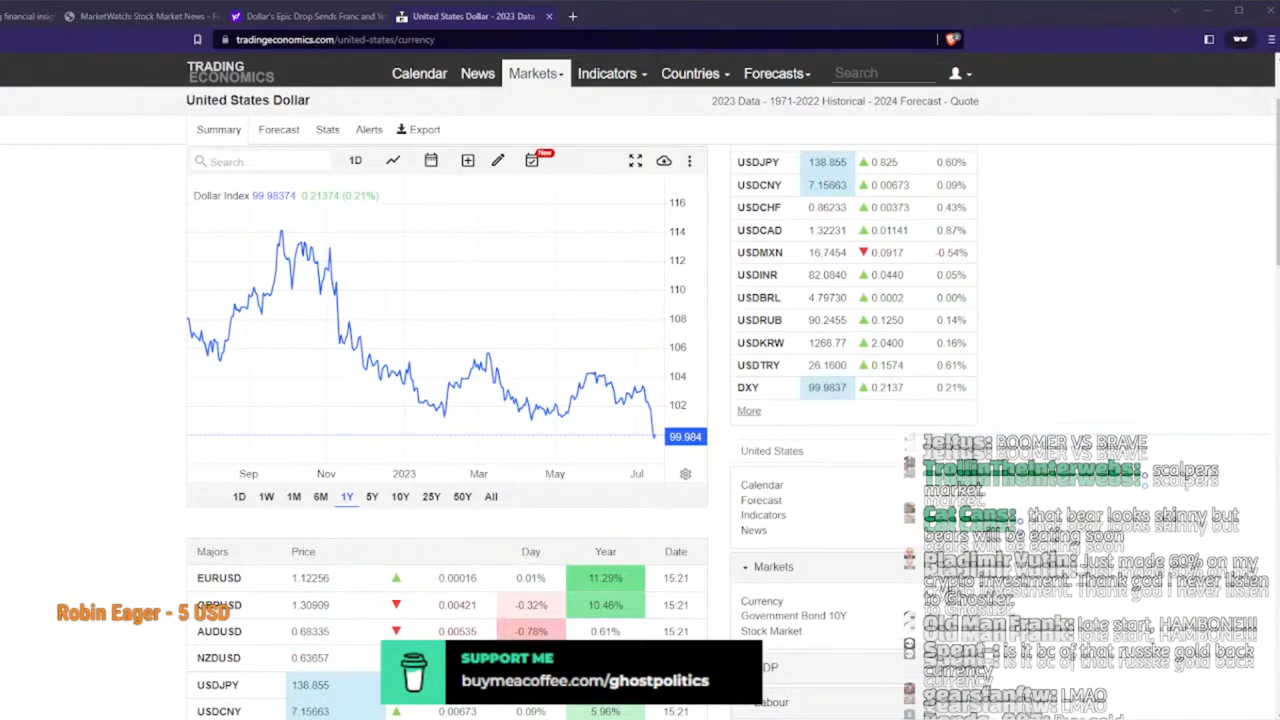 g financial insig
MarketWatch: Stock Market News - Fi
Dollar's Epic Drop Sends Franc and Ye
United States Dollar - 2023 Data
tradingeconomics.com/united-states/currency
TRADING
ECONOMICS
Calendar News Markets Indicators Countries Forecasts Search
United States Dollar
2023 Data - 1971-2022 Historical - 2024 Forecast - Quote
Summary Forecast Stats Alerts Export
Search... 1D New
Dollar Index 99.98374 0.21374 (0.21%)
116
114
112
110
108
106
104
102
99.984
Sep Nov 2023 Mar May Jul
1D 1W 1M 6M 1Y 5Y 10Y 25Y 50Y All
USDJPY 138.855 0.825 0.60%
USDCNY 7.15663 0.00673 0.09%
USDCHF 0.86233 0.00373 0.43%
USDCAD 1.32231 0.01141 0.87%
USDMXN 16.7454 0.0917 -0.54%
USDINR 82.0840 0.0440 0.05%
USDBRL 4.79730 0.0002 0.00%
USDRUB 90.2455 0.1250 0.14%
USDKRW 1268.77 2.0400 0.16%
USDTRY 26.1600 0.1574 0.61%
DXY 99.9837 0.2137 0.21%
More
United States
Calendar
Forecast
Indicators
News
Markets
Currency
Government Bond 10Y
Stock Market
DP
abour
Majors Price Day Year Date
EURUSD 1.12256 0.00016 0.01% 11.29% 15:21
GBPUSD 1.30909 0.00421 -0.32% 10.46% 15:21
AUDUSD 0.68335 0.00535 -0.78% 0.61% 15:21
NZDUSD 0.63657
USDJPY 138.855
USDCNY 7.15663 0.00673 0.09% 5.96% 15:21
Robin Eager - 5 USD
SUPPORT ME
buymeacoffee.com/ghostpolitics
Jeltus: BOOMER VS BRAVE
TrollinTheInterwebs: scalpers
market.
Cat Cans: that bear looks skinny but
bears will be eating soon
Pladimir Vutin: Just made 60% on my
crypto investment. Thank god i never listen
to Ghoster.
Old Man Frank: late start, HAMBONE!!!
Spent -: is it bc of that russke gold back
currency
gearsfanftw: LMAO